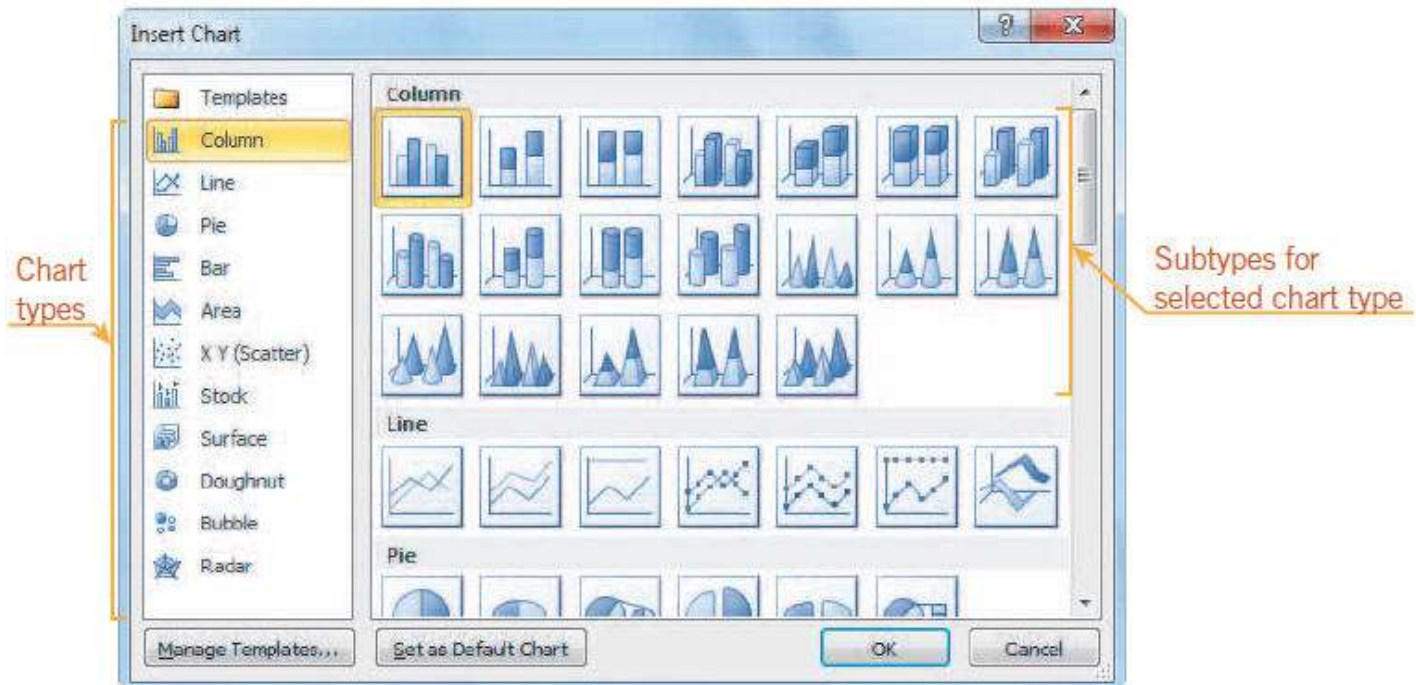 Insert Chart
Templates
Column
Line
Pie
Bar
Area
X Y (Scatter)
Stock
Surface
Doughnut
Bubble
Radar
Column
Line
Pie
Manage Templates...
Set as Default Chart
OK
Cancel
Chart
types
Subtypes for
selected chart type